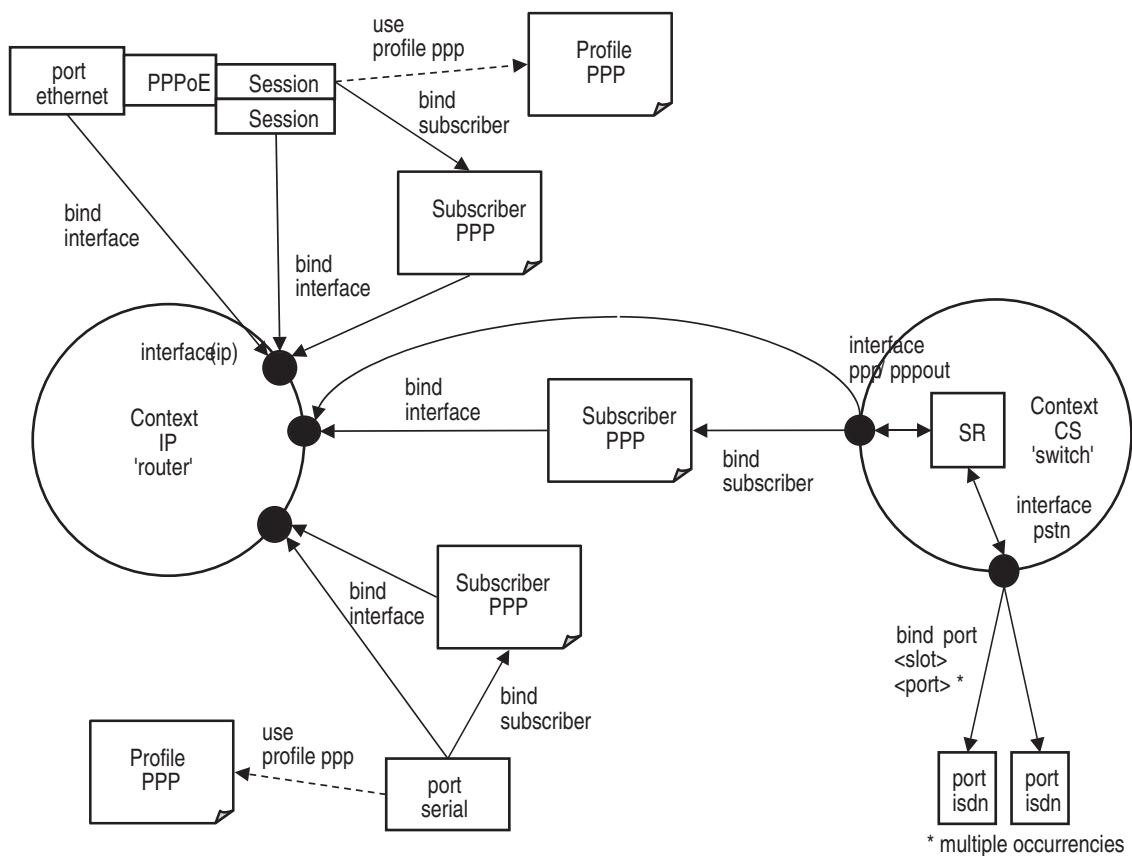 use
profile ppp
Profile
PPP
port
ethernet
PPPoE
Session
Session
bind
subscriber
Subscriber
PPP
bind
interface
bind
interface
interface(ip)
Context
IP
'router'
bind
interface
Subscriber
PPP
bind
subscriber
interface
ppp/ pppout
SR
Context
CS
'switch'
interface
pstn
bind
interface
Subscriber
PPP
bind
subscriber
use
profile ppp
Profile
PPP
port
serial
bind port
<slot>
<port> *
port
isdn
port
isdn
* multiple occurrencies